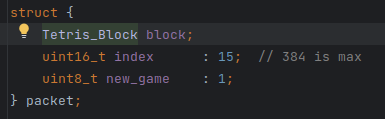 struct {
Tetris_Block block;
uint16_t index : 15; // 384 is max
uint8_t new_game : 1;
} packet;